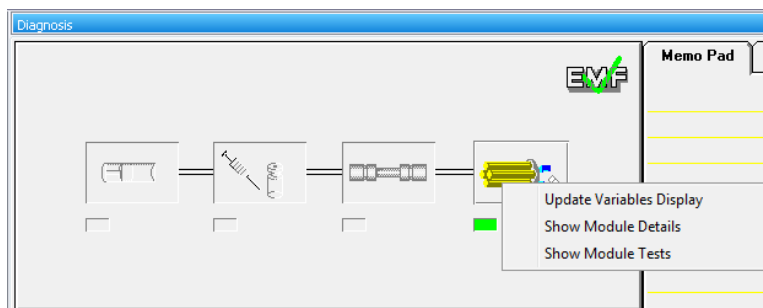 Diagnosis
EMF
Memo Pad
Update Variables Display
Show Module Details
Show Module Tests